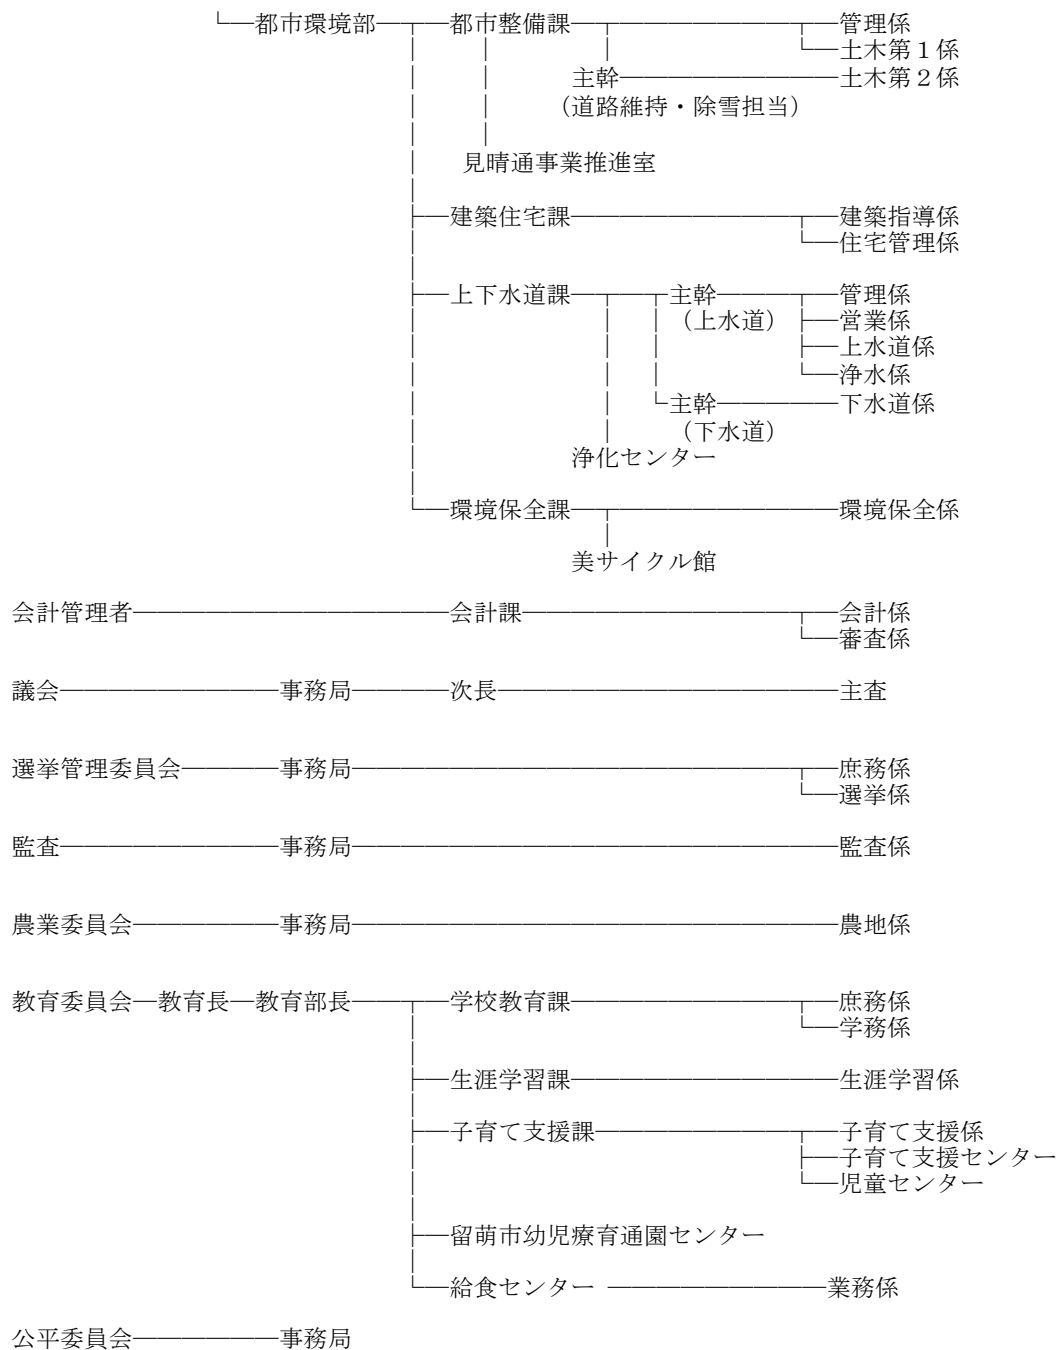 都市環境部 都市整備課 管理係
土木第１係
主幹 土木第２係
（道路維持・除雪担当）
見晴通事業推進室
建築住宅課 建築指導係
住宅管理係
上下水道課 主幹 管理係
（上水道） 営業係
上水道係
浄水係
主幹 下水道係
（下水道）
浄化センター
環境保全課 環境保全係
美サイクル館
会計管理者 会計課 会計係
審査係
議会 事務局 次長 主査
選挙管理委員会 事務局 庶務係
選挙係
監査 事務局 監査係
農業委員会 事務局 農地係
教育委員会 教育長 教育部長 学校教育課 庶務係
学務係
生涯学習課 生涯学習係
子育て支援課 子育て支援係
子育て支援センター
児童センター
留萌市幼児療育通園センター
給食センター 業務係
公平委員会 事務局